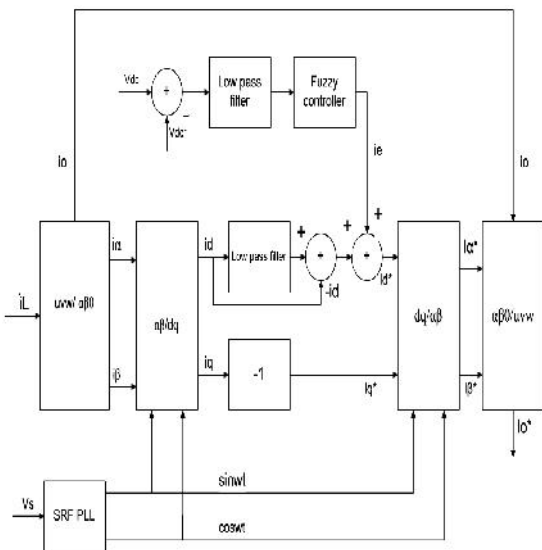 Vdc
+
−
Vdc*
Low pass
filter
Fuzzy
controller
io
ie
Io
iL
uvw/ αβ0
iα
iβ
αβ/dq
id
iq
Low pass filter
+
+
-id
+
+
+
Id*
-1
Iq*
dq/αβ
Iα*
Iβ*
αβ0/uvw
Io*
Vs
SRF PLL
sinwt
coswt